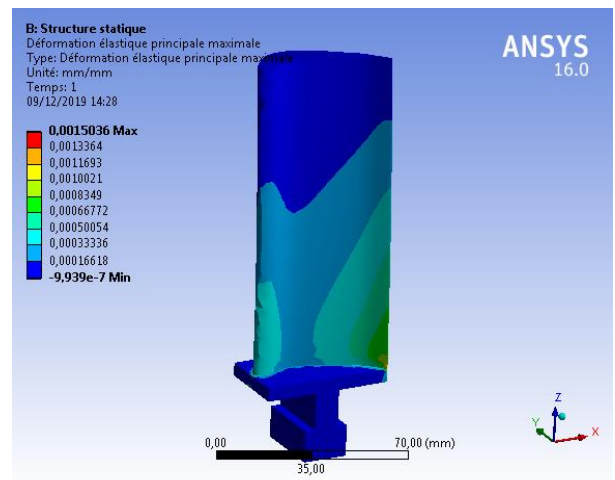 B: Structure statique
Déformation élastique principale maximale
Type: Déformation élastique principale maximale
Unité: mm/mm
Temps: 1
09/12/2019 14:28
ANSYS
16.0
0,0015036 Max
0,0013364
0,0011693
0,0010021
0,0008349
0,00066772
0,00050054
0,00033336
0,00016618
-9,939e-7 Min
0,00
70,00 (mm)
35,00
Z
Y
X